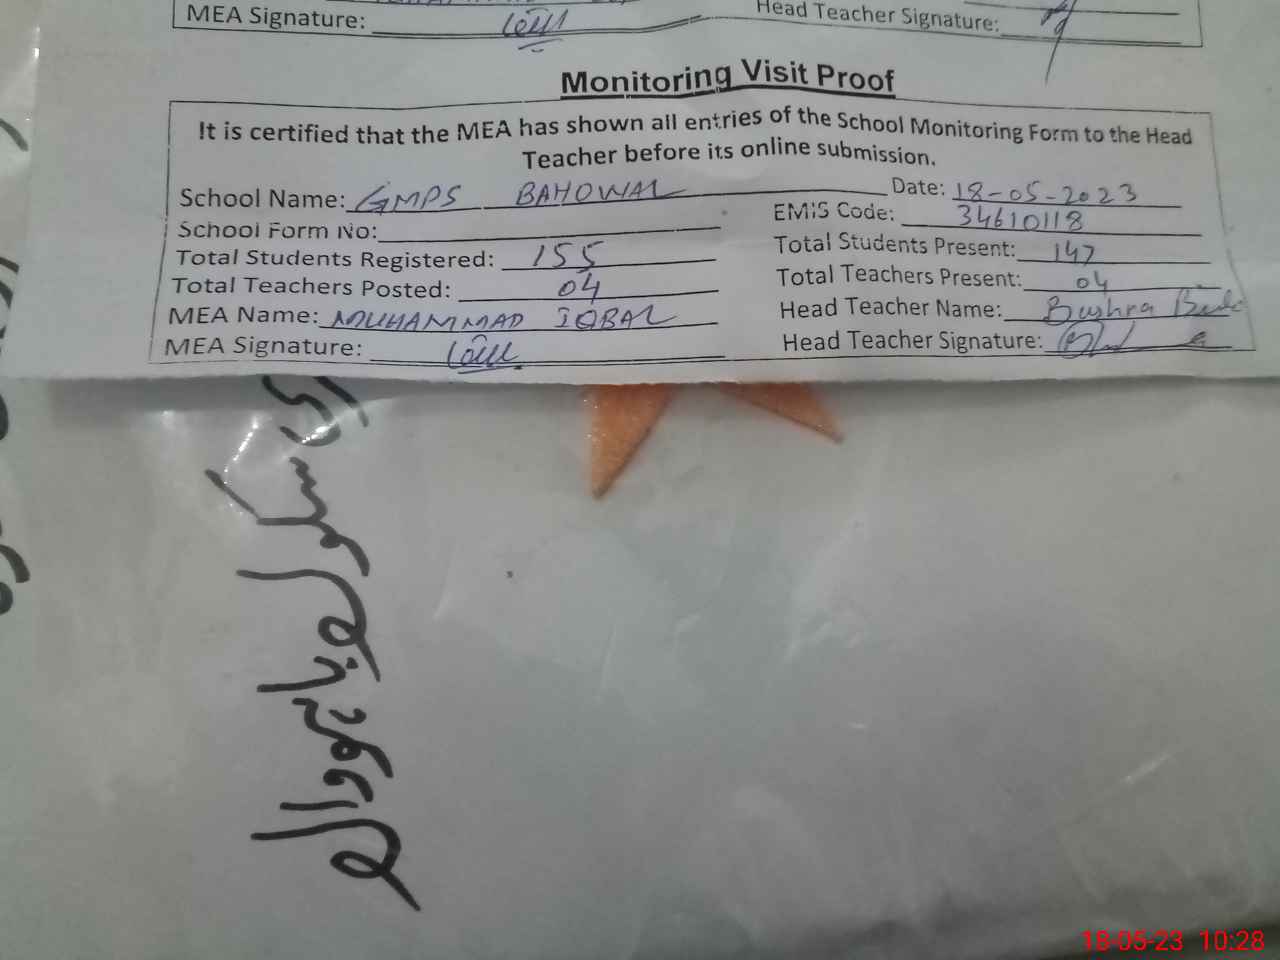 MEA Signature: Head Teacher Signature:
Monitoring Visit Proof
It is certified that the MEA has shown all entries of the School Monitoring Form to the Head
Teacher before its online submission.
School Name: GMPS BAHOWAL Date: 18-05-2023
School Form No: EMIS Code: 34610118
Total Students Registered: 155 Total Students Present: 147
Total Teachers Posted: 04 Total Teachers Present: 04
MEA Name: MUHAMMAD IQBAL Head Teacher Name: Bushra
MEA Signature: Head Teacher Signature:
سکول باہووال
18-05-23 10:28